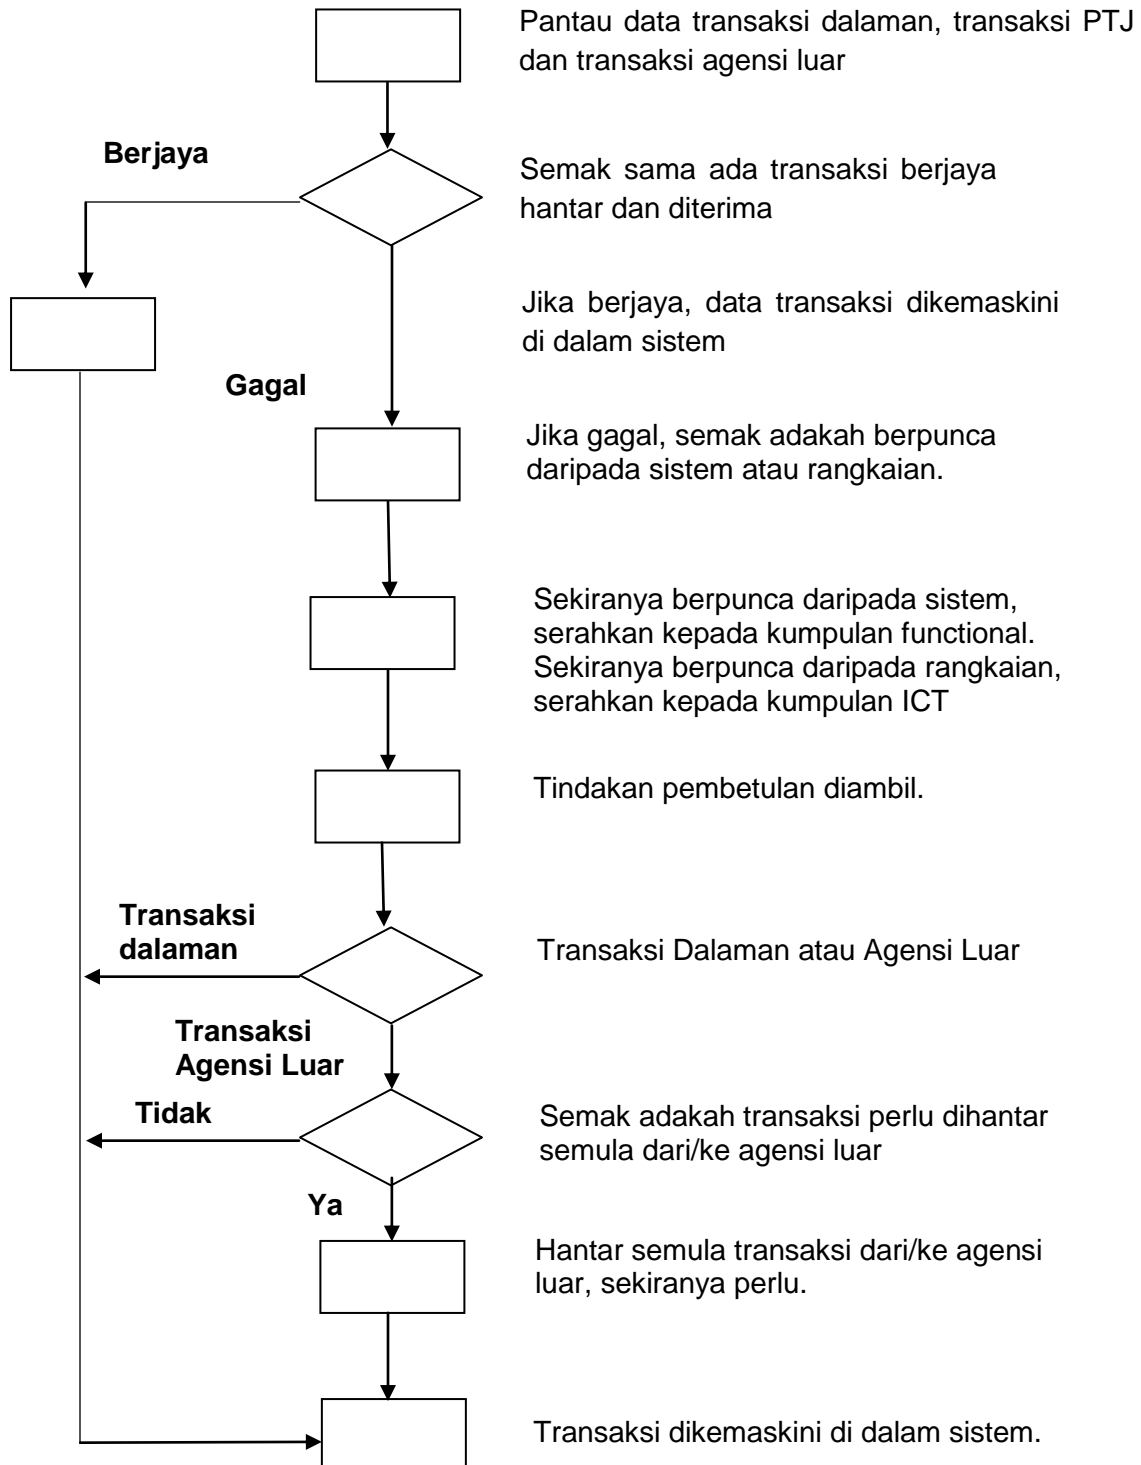 Pantau data transaksi dalaman, transaksi PTJ
dan transaksi agensi luar
Berjaya
Semak sama ada transaksi berjaya
hantar dan diterima
Jika berjaya, data transaksi dikemaskini
di dalam sistem
Gagal
Jika gagal, semak adakah berpunca
daripada sistem atau rangkaian.
Sekiranya berpunca daripada sistem,
serahkan kepada kumpulan functional.
Sekiranya berpunca daripada rangkaian,
serahkan kepada kumpulan ICT
Tindakan pembetulan diambil.
Transaksi
dalaman
Transaksi Dalaman atau Agensi Luar
Transaksi
Agensi Luar
Tidak
Semak adakah transaksi perlu dihantar
semula dari/ke agensi luar
Ya
Hantar semula transaksi dari/ke agensi
luar, sekiranya perlu.
Transaksi dikemaskini di dalam sistem.